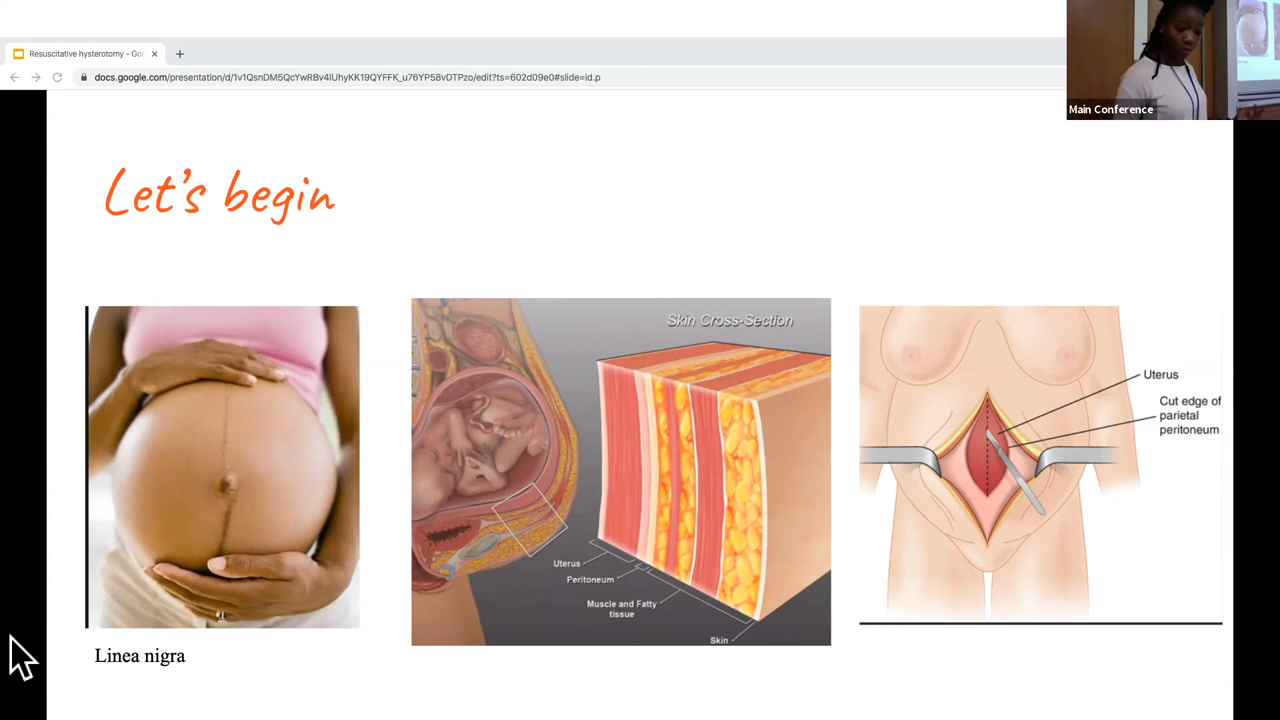 Resuscitative hysterotomy - Goo
docs.google.com/presentation/d/1v1QsnDM5QcYwRBv4lUhyKK19QYFFK_u76YP58vDTPzo/edit?ts=602d09e0#slide=id.p
Main Conference
Let's begin
Skin Cross-Section
Uterus
Peritoneum
Muscle and Fatty
tissue
Skin
Uterus
Cut edge of
parietal
peritoneum
Linea nigra